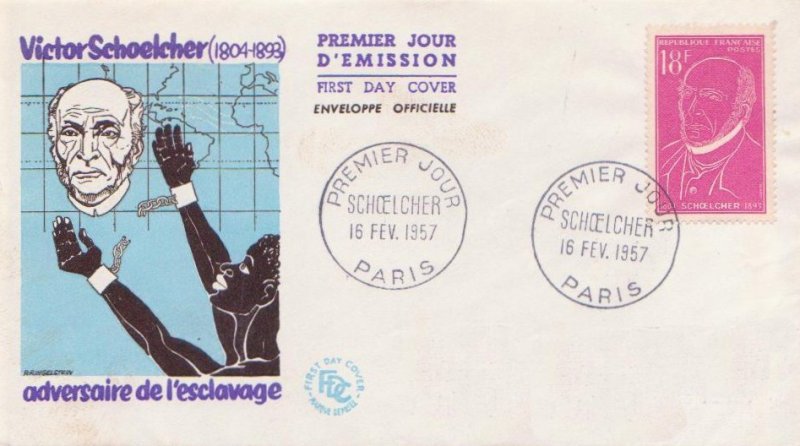 Victor Schoelcher (1804-1893)
PREMIER JOUR
D'EMISSION
FIRST DAY COVER
ENVELOPPE OFFICIELLE
REPUBLIQUE FRANÇAISE
18F
POSTES
SCHŒLCHER 1893
PREMIER JOUR
SCHŒLCHER
16 FEV. 1957
PARIS
PREMIER JOUR
SCHŒLCHER
16 FEV. 1957
PARIS
adversaire de l'esclavage
FIRST DAY COVER
FDC